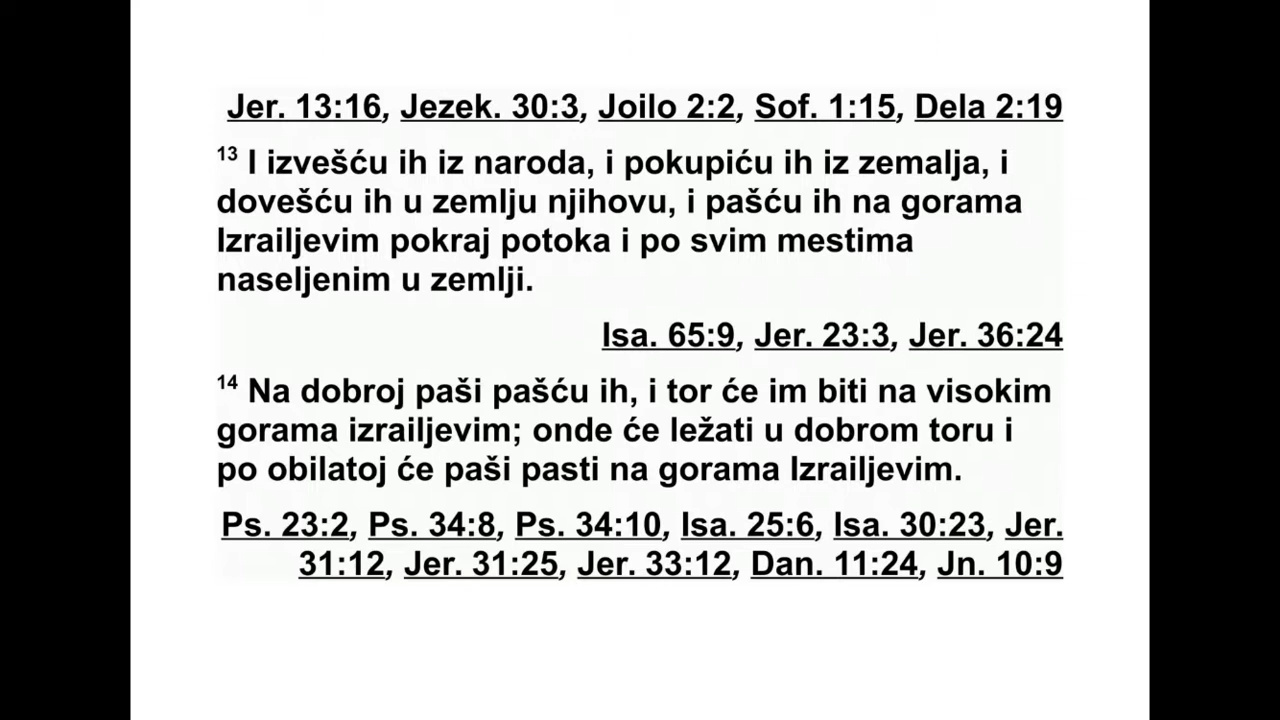 Jer. 13:16, Jezek. 30:3, Joilo 2:2, Sof. 1:15, Dela 2:19
13 I izvešću ih iz naroda, i pokupiću ih iz zemalja, i
dovešću ih u zemlju njihovu, i pašću ih na gorama
Izrailjevim pokraj potoka i po svim mestima
naseljenim u zemlji.
Isa. 65:9, Jer. 23:3, Jer. 36:24
14 Na dobroj paši pašću ih, i tor će im biti na visokim
gorama izrailjevim; onde će ležati u dobrom toru i
po obilatoj će paši pasti na gorama Izrailjevim.
Ps. 23:2, Ps. 34:8, Ps. 34:10, Isa. 25:6, Isa. 30:23, Jer.
31:12, Jer. 31:25, Jer. 33:12, Dan. 11:24, Jn. 10:9